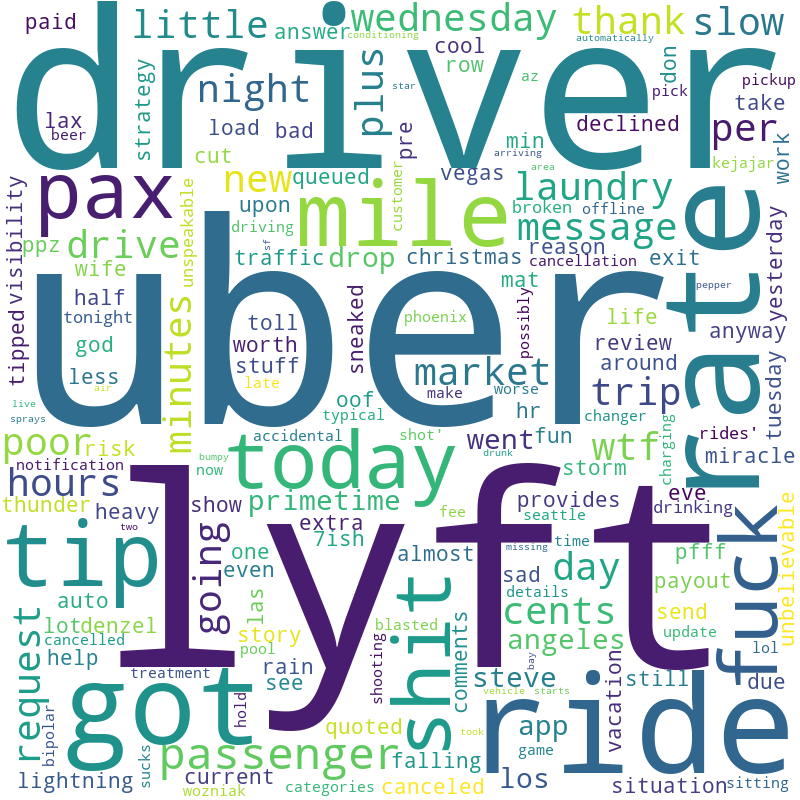 driver
uber
lyft
ride
rate
got
tip
today
mile
pax
shit
fuck
paid
little
answer
conditioning
wednesday
automatically
thank
slow
night
plus
cool
row
az
don
pick
pickup
star
strategy
lax
beer
load
bad
pre
min
declined
per
take
arriving
area
kejajar
work
cut
new
queued
customer
vegas
laundry
broken
offline
upon
message
visibility
ppz
drive
unspeakable
driving
sf
traffic
drop
christmas
reason
cancellation
exit
yesterday
wife
mat
pepper
tipped
half
tonight
minutes
toll
sneaked
phoenix
possibly
life
review
anyway
god
worth
stuff
less
late
market
make
worse
trip
around
tuesday
live
air
sprays
oof
typical
hr
changer
poor
risk
accidental
shot'
went
fun
wtf
charging
rides'
miracle
notification
bumpy
now
drunk
storm
hours
thunder
heavy
show
primetime
fee
provides
eve
drinking
two
going
extra
7ish
seattle
missing
time
unbelievable
one
even
almost
sad
details
day
pfff
payout
auto
las
cents
send
lotdenzel
story
blasted
angeles
update
cancelled
pool
comments
lol
request
help
treatment
rain
see
shooting
bay
steve
vacation
still
due
passenger
vehicle
starts
bipolar
hold
quoted
took
app
game
sucks
current
falling
situation
sitting
lightning
wozniak
categories
canceled
los